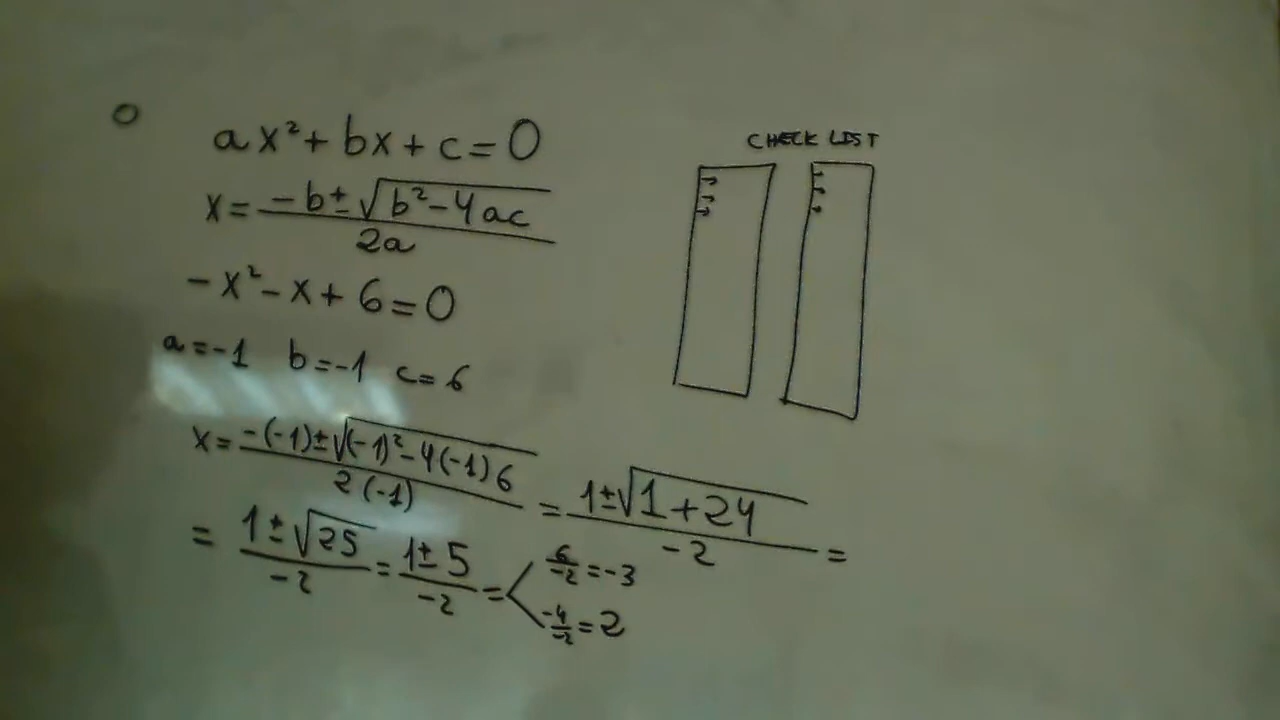 ax²+bx+c=0
x=(-b±√(b²-4ac))/(2a)
-x²-x+6=0
a=-1 b=-1 c=6
x=(-(-1)±√((-1)²-4(-1)6))/(2(-1))=(1±√(1+24))/(-2)=
=(1±√25)/(-2)=(1±5)/(-2)=< 6/-2=-3
-4/-2=2
CHECK LIST